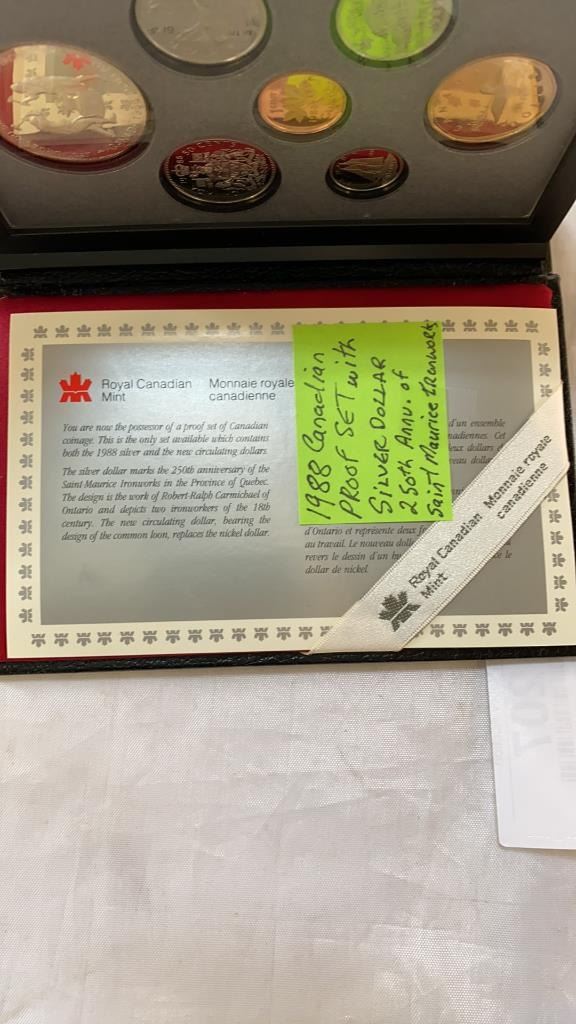 Royal Canadian
Mint
Monnaie royale
canadienne
You are now the possessor of a proof set of Canadian
coinage. This is the only set available which contains
both the 1988 silver and the new circulating dollars.
The silver dollar marks the 250th anniversary of the
Saint-Maurice Ironworks in the Province of Quebec.
The design is the work of Robert-Ralph Carmichael of
Ontario and depicts two ironworkers of the 18th
century. The new circulating dollar, bearing the
design of the common loon, replaces the nickel dollar.
1988 Canadian
PROOF SET with
SILVER DOLLAR
250th ANNU. of
Saint Maurice IRONWORKS
d'un ensemble
nadiennes. Cet
dollars
d'Ontario et représente deux
au travail. Le nouveau
revers le dessin d'un
le
dollar de nickel.
Royal Canadian
Mint
Monnaie royale
canadienne